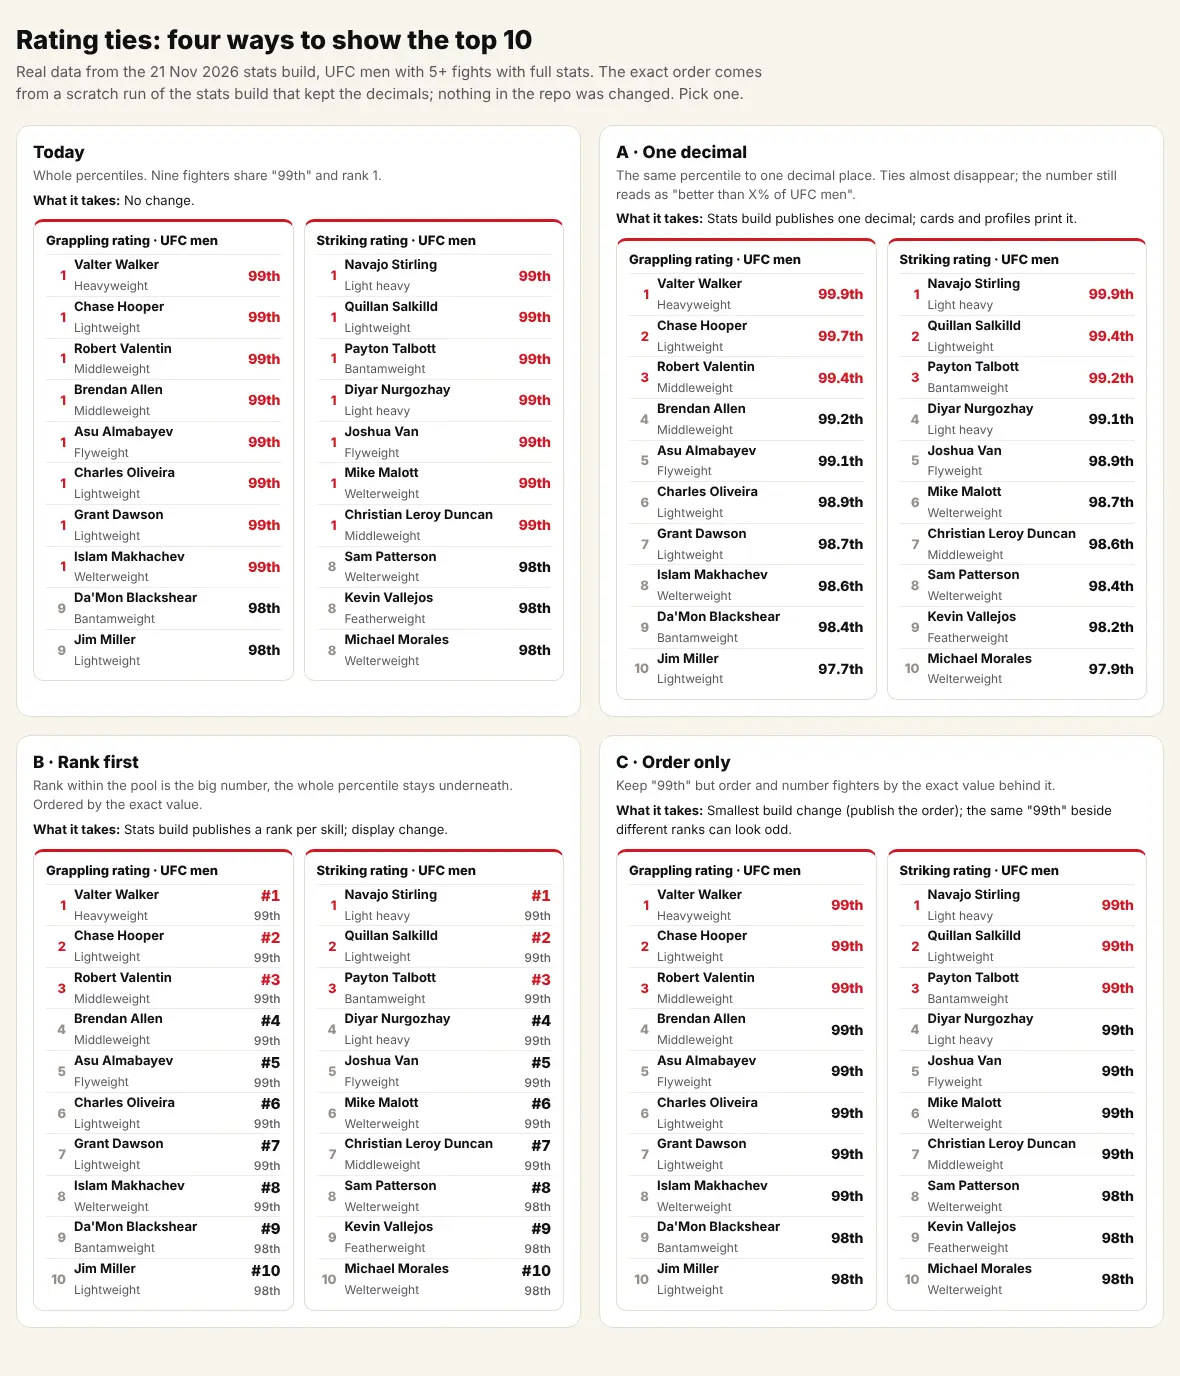 Rating ties: four ways to show the top 10
Real data from the 21 Nov 2026 stats build, UFC men with 5+ fights with full stats. The exact order comes
from a scratch run of the stats build that kept the decimals; nothing in the repo was changed. Pick one.
Today
Whole percentiles. Nine fighters share "99th" and rank 1.
What it takes: No change.
Grappling rating · UFC men
1 Valter Walker 99th
Heavyweight
1 Chase Hooper 99th
Lightweight
1 Robert Valentin 99th
Middleweight
1 Brendan Allen 99th
Middleweight
1 Asu Almabayev 99th
Flyweight
1 Charles Oliveira 99th
Lightweight
1 Grant Dawson 99th
Lightweight
1 Islam Makhachev 99th
Welterweight
9 Da'Mon Blackshear 98th
Bantamweight
9 Jim Miller 98th
Lightweight
Striking rating · UFC men
1 Navajo Stirling 99th
Light heavy
1 Quillan Salkilld 99th
Lightweight
1 Payton Talbott 99th
Bantamweight
1 Diyar Nurgozhay 99th
Light heavy
1 Joshua Van 99th
Flyweight
1 Mike Malott 99th
Welterweight
1 Christian Leroy Duncan 99th
Middleweight
8 Sam Patterson 98th
Welterweight
8 Kevin Vallejos 98th
Featherweight
8 Michael Morales 98th
Welterweight
A · One decimal
The same percentile to one decimal place. Ties almost disappear; the number still
reads as "better than X% of UFC men".
What it takes: Stats build publishes one decimal; cards and profiles print it.
Grappling rating · UFC men
1 Valter Walker 99.9th
Heavyweight
2 Chase Hooper 99.7th
Lightweight
3 Robert Valentin 99.4th
Middleweight
4 Brendan Allen 99.2th
Middleweight
5 Asu Almabayev 99.1th
Flyweight
6 Charles Oliveira 98.9th
Lightweight
7 Grant Dawson 98.7th
Lightweight
8 Islam Makhachev 98.6th
Welterweight
9 Da'Mon Blackshear 98.4th
Bantamweight
10 Jim Miller 97.7th
Lightweight
Striking rating · UFC men
1 Navajo Stirling 99.9th
Light heavy
2 Quillan Salkilld 99.4th
Lightweight
3 Payton Talbott 99.2th
Bantamweight
4 Diyar Nurgozhay 99.1th
Light heavy
5 Joshua Van 98.9th
Flyweight
6 Mike Malott 98.7th
Welterweight
7 Christian Leroy Duncan 98.6th
Middleweight
8 Sam Patterson 98.4th
Welterweight
9 Kevin Vallejos 98.2th
Featherweight
10 Michael Morales 97.9th
Welterweight
B · Rank first
Rank within the pool is the big number, the whole percentile stays underneath.
Ordered by the exact value.
What it takes: Stats build publishes a rank per skill; display change.
Grappling rating · UFC men
1 Valter Walker #1
Heavyweight 99th
2 Chase Hooper #2
Lightweight 99th
3 Robert Valentin #3
Middleweight 99th
4 Brendan Allen #4
Middleweight 99th
5 Asu Almabayev #5
Flyweight 99th
6 Charles Oliveira #6
Lightweight 99th
7 Grant Dawson #7
Lightweight 99th
8 Islam Makhachev #8
Welterweight 99th
9 Da'Mon Blackshear #9
Bantamweight 98th
10 Jim Miller #10
Lightweight 98th
Striking rating · UFC men
1 Navajo Stirling #1
Light heavy 99th
2 Quillan Salkilld #2
Lightweight 99th
3 Payton Talbott #3
Bantamweight 99th
4 Diyar Nurgozhay #4
Light heavy 99th
5 Joshua Van #5
Flyweight 99th
6 Mike Malott #6
Welterweight 99th
7 Christian Leroy Duncan #7
Middleweight 99th
8 Sam Patterson #8
Welterweight 98th
9 Kevin Vallejos #9
Featherweight 98th
10 Michael Morales #10
Welterweight 98th
C · Order only
Keep "99th" but order and number fighters by the exact value behind it.
What it takes: Smallest build change (publish the order); the same "99th" beside
different ranks can look odd.
Grappling rating · UFC men
1 Valter Walker 99th
Heavyweight
2 Chase Hooper 99th
Lightweight
3 Robert Valentin 99th
Middleweight
4 Brendan Allen 99th
Middleweight
5 Asu Almabayev 99th
Flyweight
6 Charles Oliveira 99th
Lightweight
7 Grant Dawson 99th
Lightweight
8 Islam Makhachev 99th
Welterweight
9 Da'Mon Blackshear 98th
Bantamweight
10 Jim Miller 98th
Lightweight
Striking rating · UFC men
1 Navajo Stirling 99th
Light heavy
2 Quillan Salkilld 99th
Lightweight
3 Payton Talbott 99th
Bantamweight
4 Diyar Nurgozhay 99th
Light heavy
5 Joshua Van 99th
Flyweight
6 Mike Malott 99th
Welterweight
7 Christian Leroy Duncan 99th
Middleweight
8 Sam Patterson 98th
Welterweight
9 Kevin Vallejos 98th
Featherweight
10 Michael Morales 98th
Welterweight